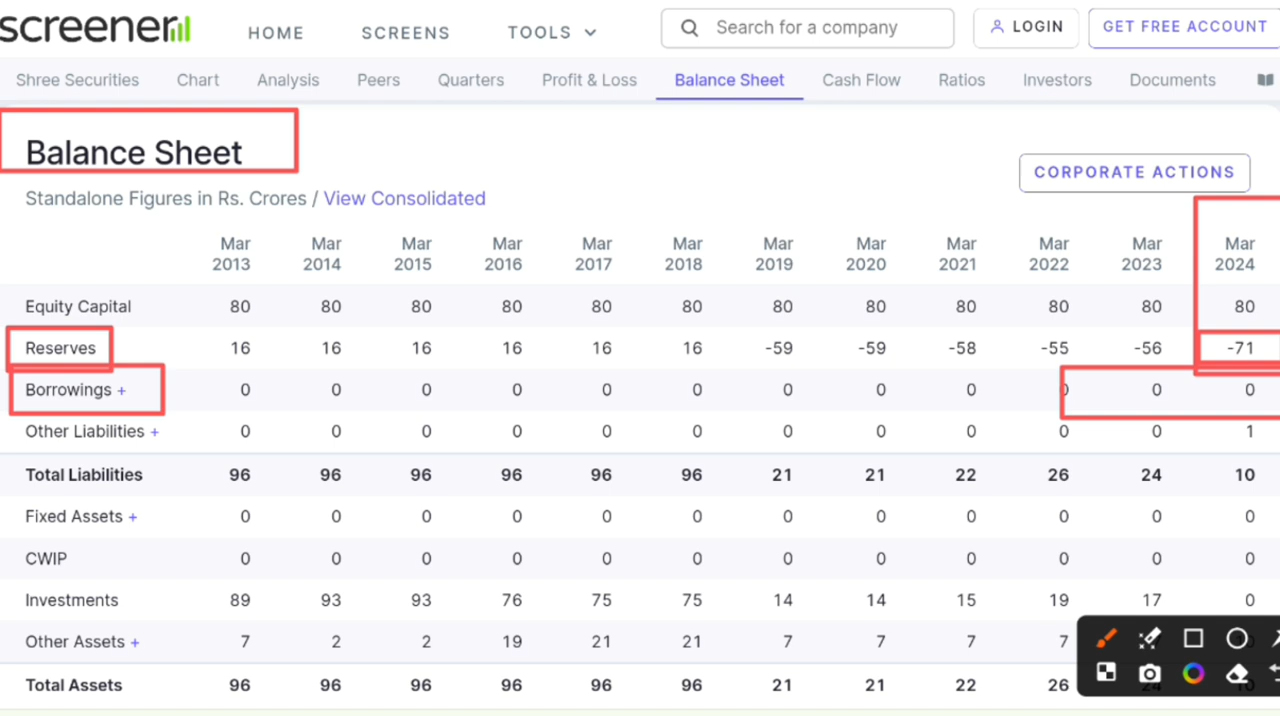 screener
HOME SCREENS TOOLS Search for a company LOGIN GET FREE ACCOUNT
Shree Securities Chart Analysis Peers Quarters Profit & Loss Balance Sheet Cash Flow Ratios Investors Documents
Balance Sheet
CORPORATE ACTIONS
Standalone Figures in Rs. Crores / View Consolidated
Mar 2013 Mar 2014 Mar 2015 Mar 2016 Mar 2017 Mar 2018 Mar 2019 Mar 2020 Mar 2021 Mar 2022 Mar 2023 Mar 2024
Equity Capital 80 80 80 80 80 80 80 80 80 80 80 80
Reserves 16 16 16 16 16 16 -59 -59 -58 -55 -56 -71
Borrowings + 0 0 0 0 0 0 0 0 0 0 0 0
Other Liabilities + 0 0 0 0 0 0 0 0 0 0 0 1
Total Liabilities 96 96 96 96 96 96 21 21 22 26 24 10
Fixed Assets + 0 0 0 0 0 0 0 0 0 0 0 0
CWIP 0 0 0 0 0 0 0 0 0 0 0 0
Investments 89 93 93 76 75 75 14 14 15 19 17 0
Other Assets + 7 2 2 19 21 21 7 7 7 7
Total Assets 96 96 96 96 96 96 21 21 22 26